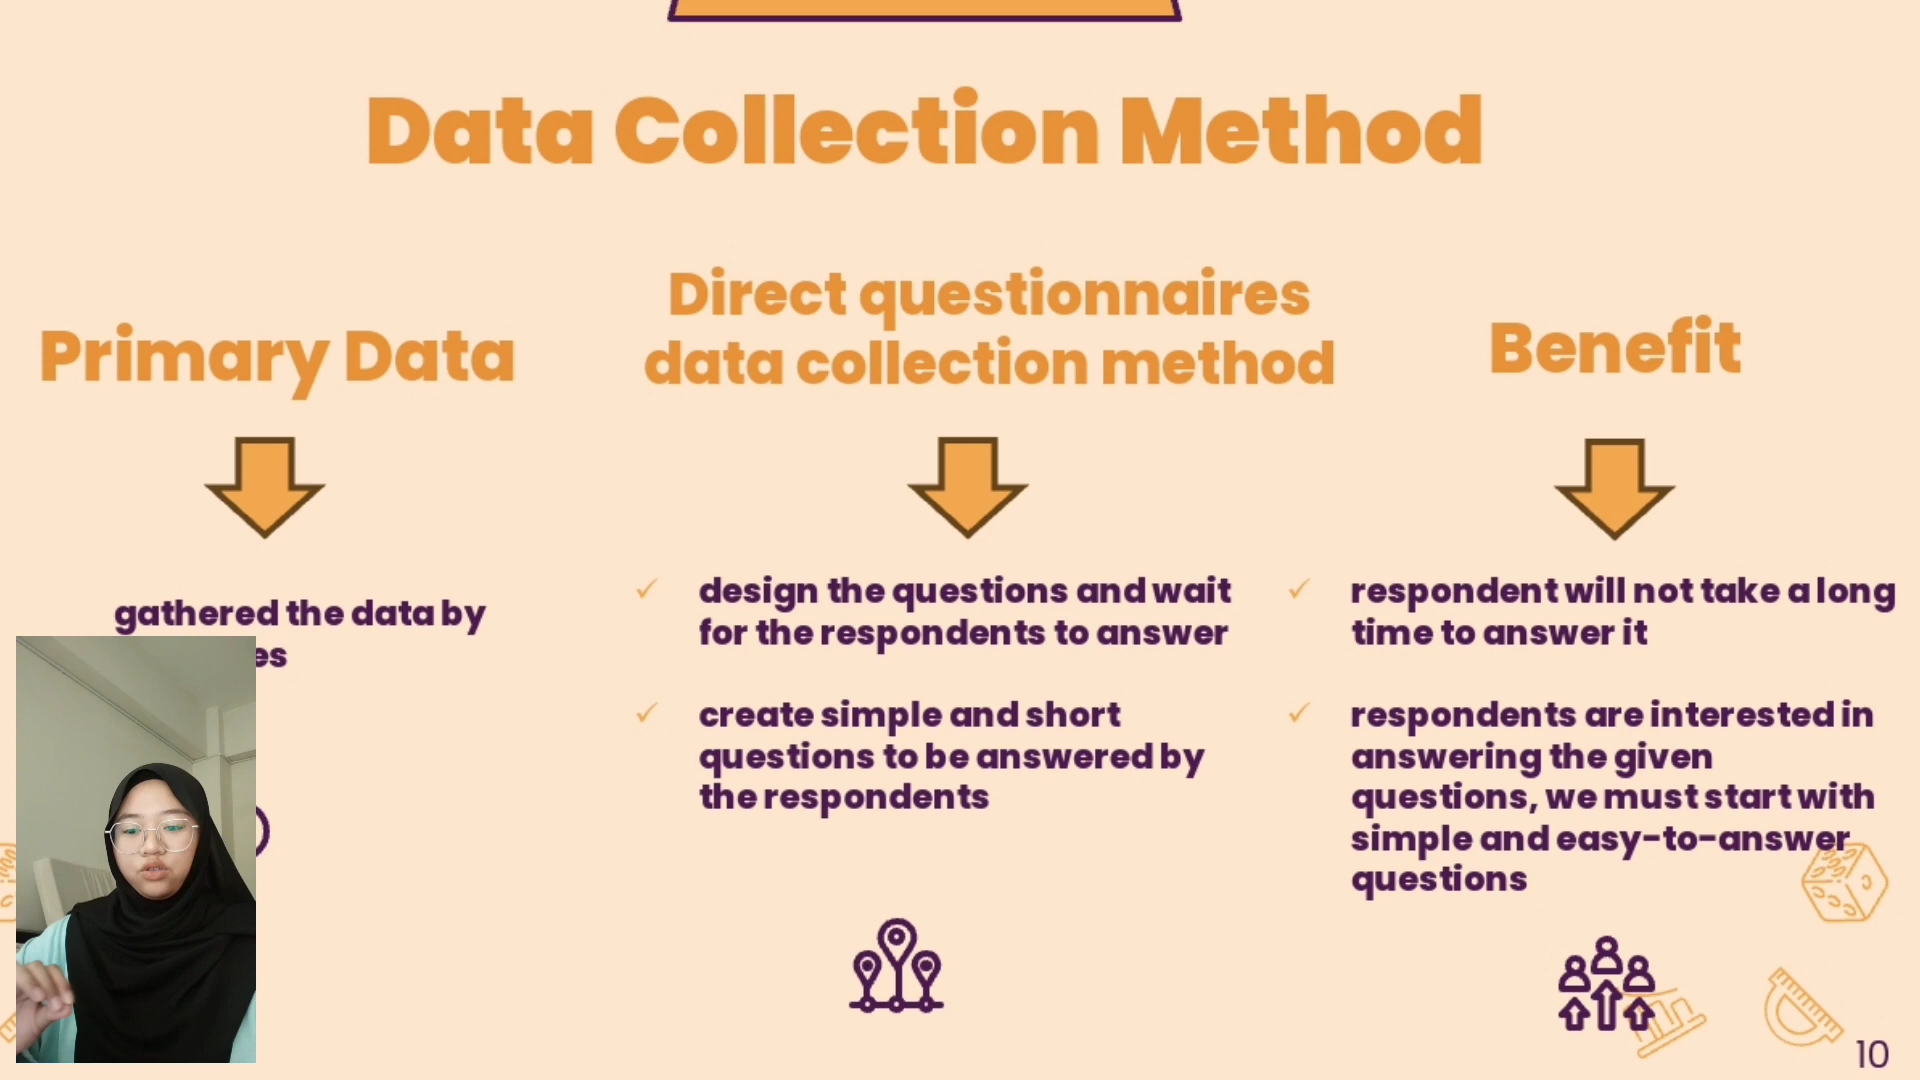 Data Collection Method
Primary Data
gathered the data by
Direct questionnaires
data collection method
design the questions and wait
for the respondents to answer
create simple and short
questions to be answered by
the respondents
Benefit
respondent will not take a long
time to answer it
respondents are interested in
answering the given
questions, we must start with
simple and easy-to-answer
questions
10